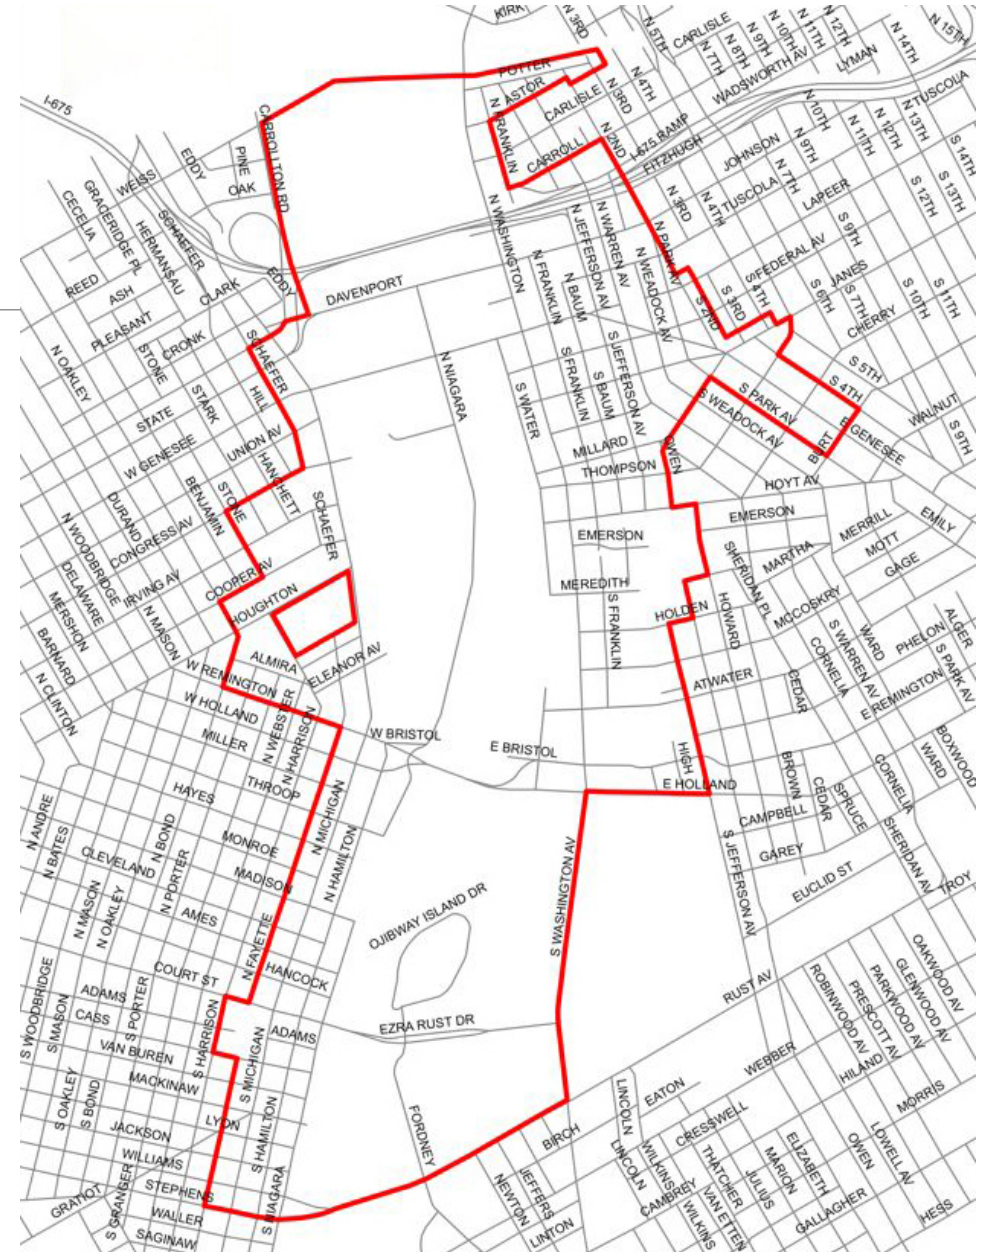 KIRK
N 3RD
N 5TH
CARLISLE
N 7TH
N 8TH
N 9TH
N 10TH
N 11TH
N 12TH
N 14TH
N 15TH
LYMAN
WADSWORTH AV
POTTER
ASTOR
CARLISLE
N 3RD
N 4TH
N TUSCOLA
I-675
CARROLLTON RD
N FRANKLIN
CARROLL
N 2ND
I-675 RAMP
FITZHUGH
JOHNSON
N 10TH
N 11TH
N 12TH
N 13TH
S 14TH
N 9TH
N 7TH
EDDY
PINE
OAK
WEISS
GRACERIDGE PL
CECELIA
HERMANSAU
SCHAEFER
N 3RD
N 4TH
TUSCOLA
LAPEER
S 12TH
S 13TH
N WASHINGTON
N JEFFERSON AV
N WARREN AV
N PARK AV
N WEADOCK AV
S 9TH
REED
ASH
CLARK
EDDY
DAVENPORT
N FRANKLIN
N BAUM
FEDERAL AV
JANES
S 10TH
S 11TH
PLEASANT
CRONK
STONE
SCHAEFER
S 2ND
S 3RD
S 4TH
S 6TH
S 7TH
CHERRY
N OAKLEY
N NIAGARA
S WATER
S FRANKLIN
S BAUM
S JEFFERSON AV
S 5TH
S 4TH
STATE
STARK
HILL
W GENESEE
UNION AV
S PARK AV
S WEADOCK AV
WALNUT
E GENESEE
S 9TH
BURT
MILLARD
THOMPSON
OWEN
HANCHETT
HOYT AV
DURAND
BENJAMIN
STONE
SCHAEFER
N WOODBRIDGE
CONGRESS AV
EMERSON
EMERSON
MERRILL
EMILY
MOTT
GAGE
MARTHA
DELAWARE
IRVING AV
COOPER AV
HOUGHTON
MEREDITH
S FRANKLIN
HOLDEN
HOWARD
SHERIDAN PL
MCCOSKRY
MERSHON
N MASON
BARNARD
ALMIRA
ELEANOR AV
W REMINGTON
N CLINTON
ATWATER
CEDAR
CORNELIA
S WARREN AV
WARD
PHELON
ALGER
S PARK AV
E REMINGTON
W HOLLAND
N WEBSTER
N HARRISON
MILLER
W BRISTOL
E BRISTOL
HIGH
E HOLLAND
BROWN
CEDAR
SPRUCE
CORNELIA
WARD
BOXWOOD
THROOP
HAYES
N MICHIGAN
CAMPBELL
GAREY
N ANDRE
N BATES
N BOND
MONROE
N HAMILTON
S WASHINGTON AV
S JEFFERSON AV
SHERIDAN AV
CLEVELAND
N PORTER
MADISON
EUCLID ST
TROY
N MASON
N OAKLEY
AMES
OJIBWAY ISLAND DR
N FAYETTE
COURT ST
HANCOCK
RUST AV
OAKWOOD AV
GLENWOOD AV
PARKWOOD AV
PRESCOTT AV
ROBINWOOD AV
S WOODBRIDGE
ADAMS
S MASON
CASS
S PORTER
S HARRISON
ADAMS
EZRA RUST DR
VAN BUREN
MACKINAW
S MICHIGAN
WEBBER
HILAND
MORRIS
S OAKLEY
S BOND
LYON
JACKSON
S HAMILTON
FORDNEY
LINCOLN
EATON
BIRCH
CRESSWELL
WILLIAMS
LINCOLN
WILKINS
THATCHER
MARION
ELIZABETH
OWEN
LOWELL AV
STEPHENS
S GRANGER
GRATIOT
WALLER
SAGINAW
S NIAGARA
NEWTON
JEFFERS
LINTON
CAMBREY
WILKINS
VAN ETTEN
JULIUS
GALLAGHER
HESS